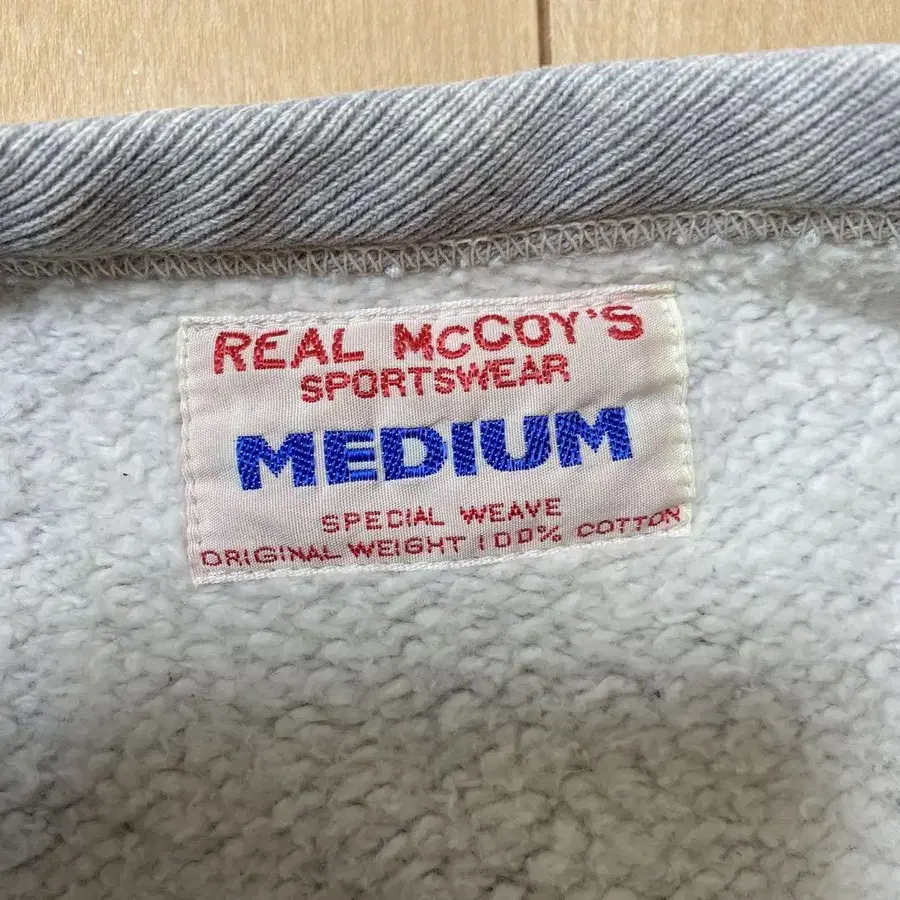 REAL McCOY'S
SPORTSWEAR
MEDIUM
SPECIAL WEAVE
ORIGINAL WEIGHT 100% COTTON